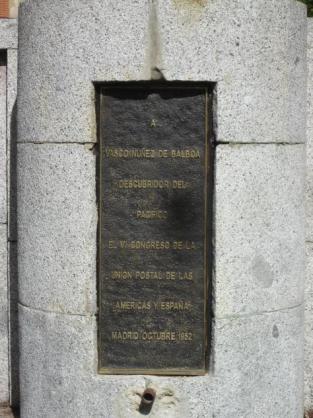 A
VASCO NUÑEZ DE BALBOA
DESCUBRIDOR DEL
PACIFICO
EL VI CONGRESO DE LA
UNION POSTAL DE LAS
AMERICAS Y ESPAÑA
MADRID OCTUBRE 1952